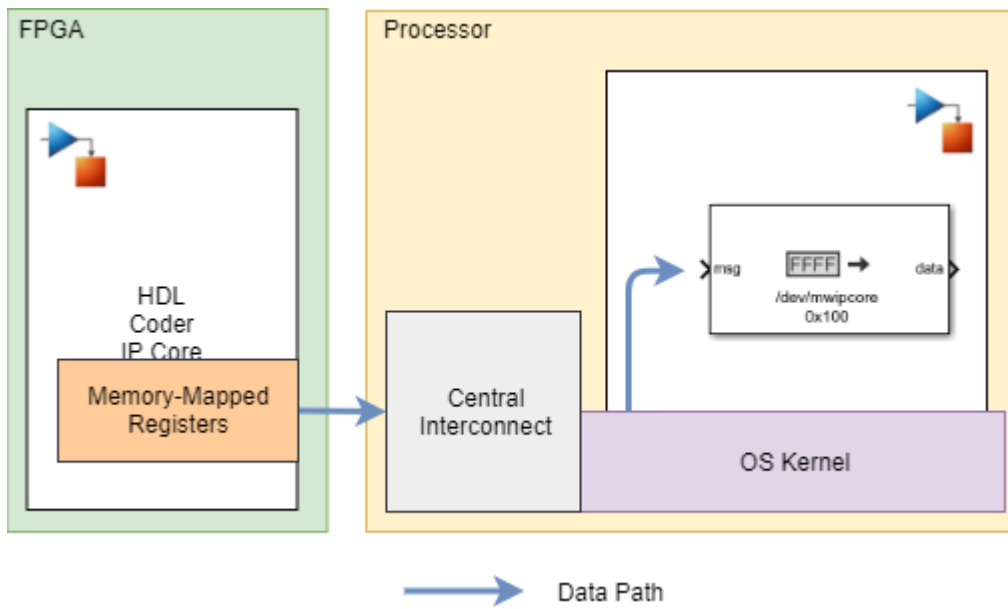 FPGA
Processor
HDL
Coder
IP Core
Memory-Mapped
Registers
Central
Interconnect
msg
FFFF
data
/dev/mwipcore
0x100
OS Kernel
Data Path